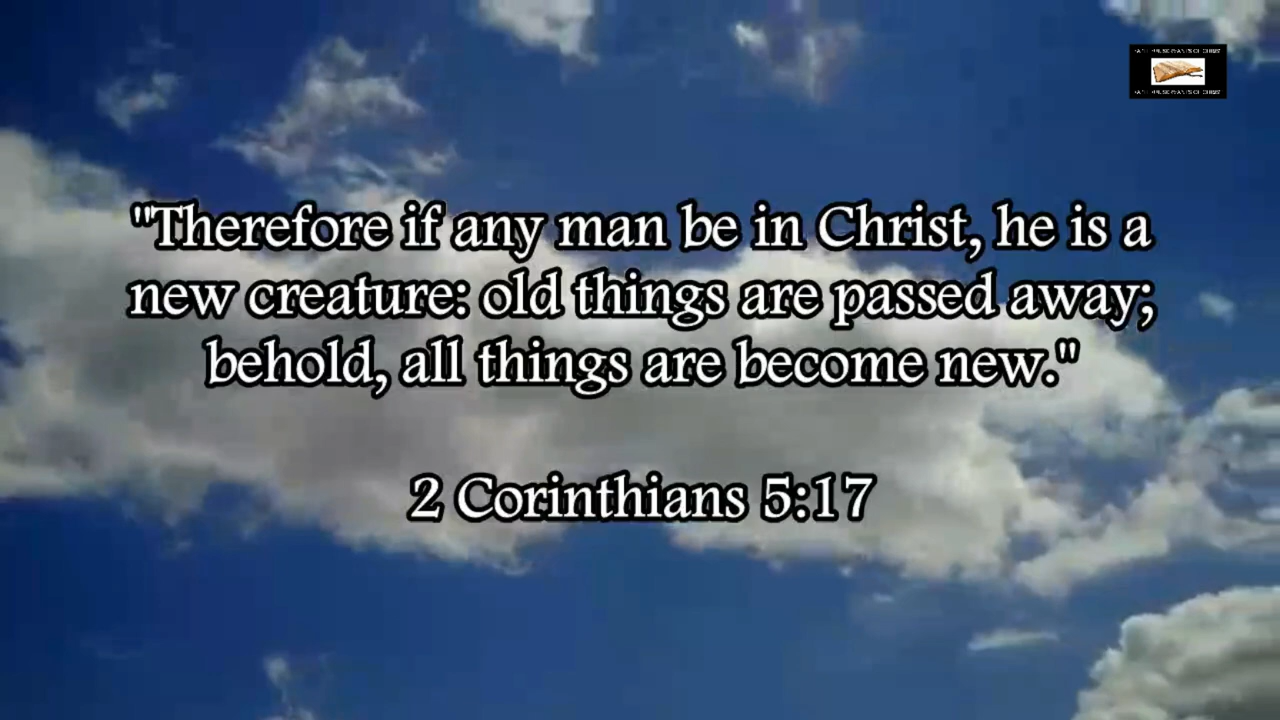 "Therefore if any man be in Christ, he is a
new creature: old things are passed away;
behold, all things are become new."
2 Corinthians 5:17